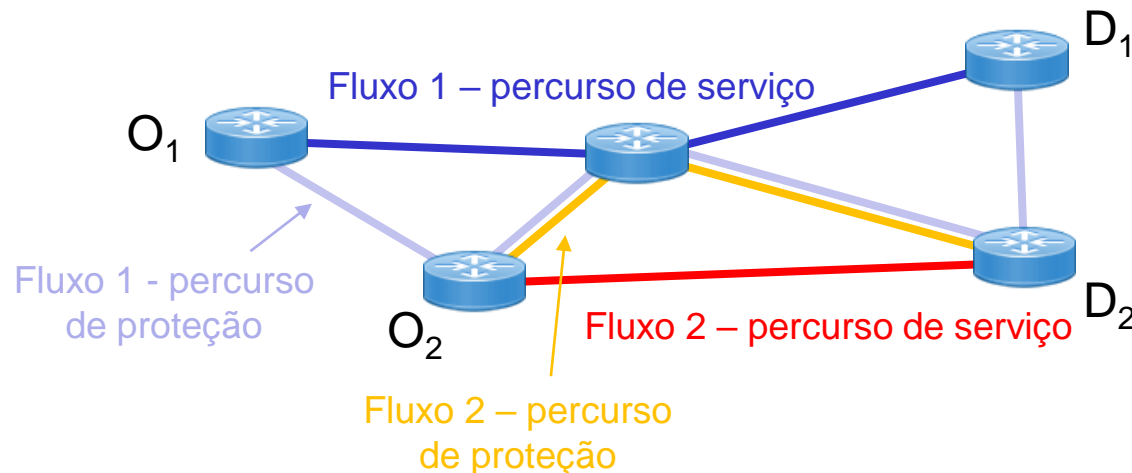 D₁
Fluxo 1 – percurso de serviço
O₁
Fluxo 1 - percurso
de proteção
O₂
Fluxo 2 – percurso de serviço
D₂
Fluxo 2 – percurso
de proteção